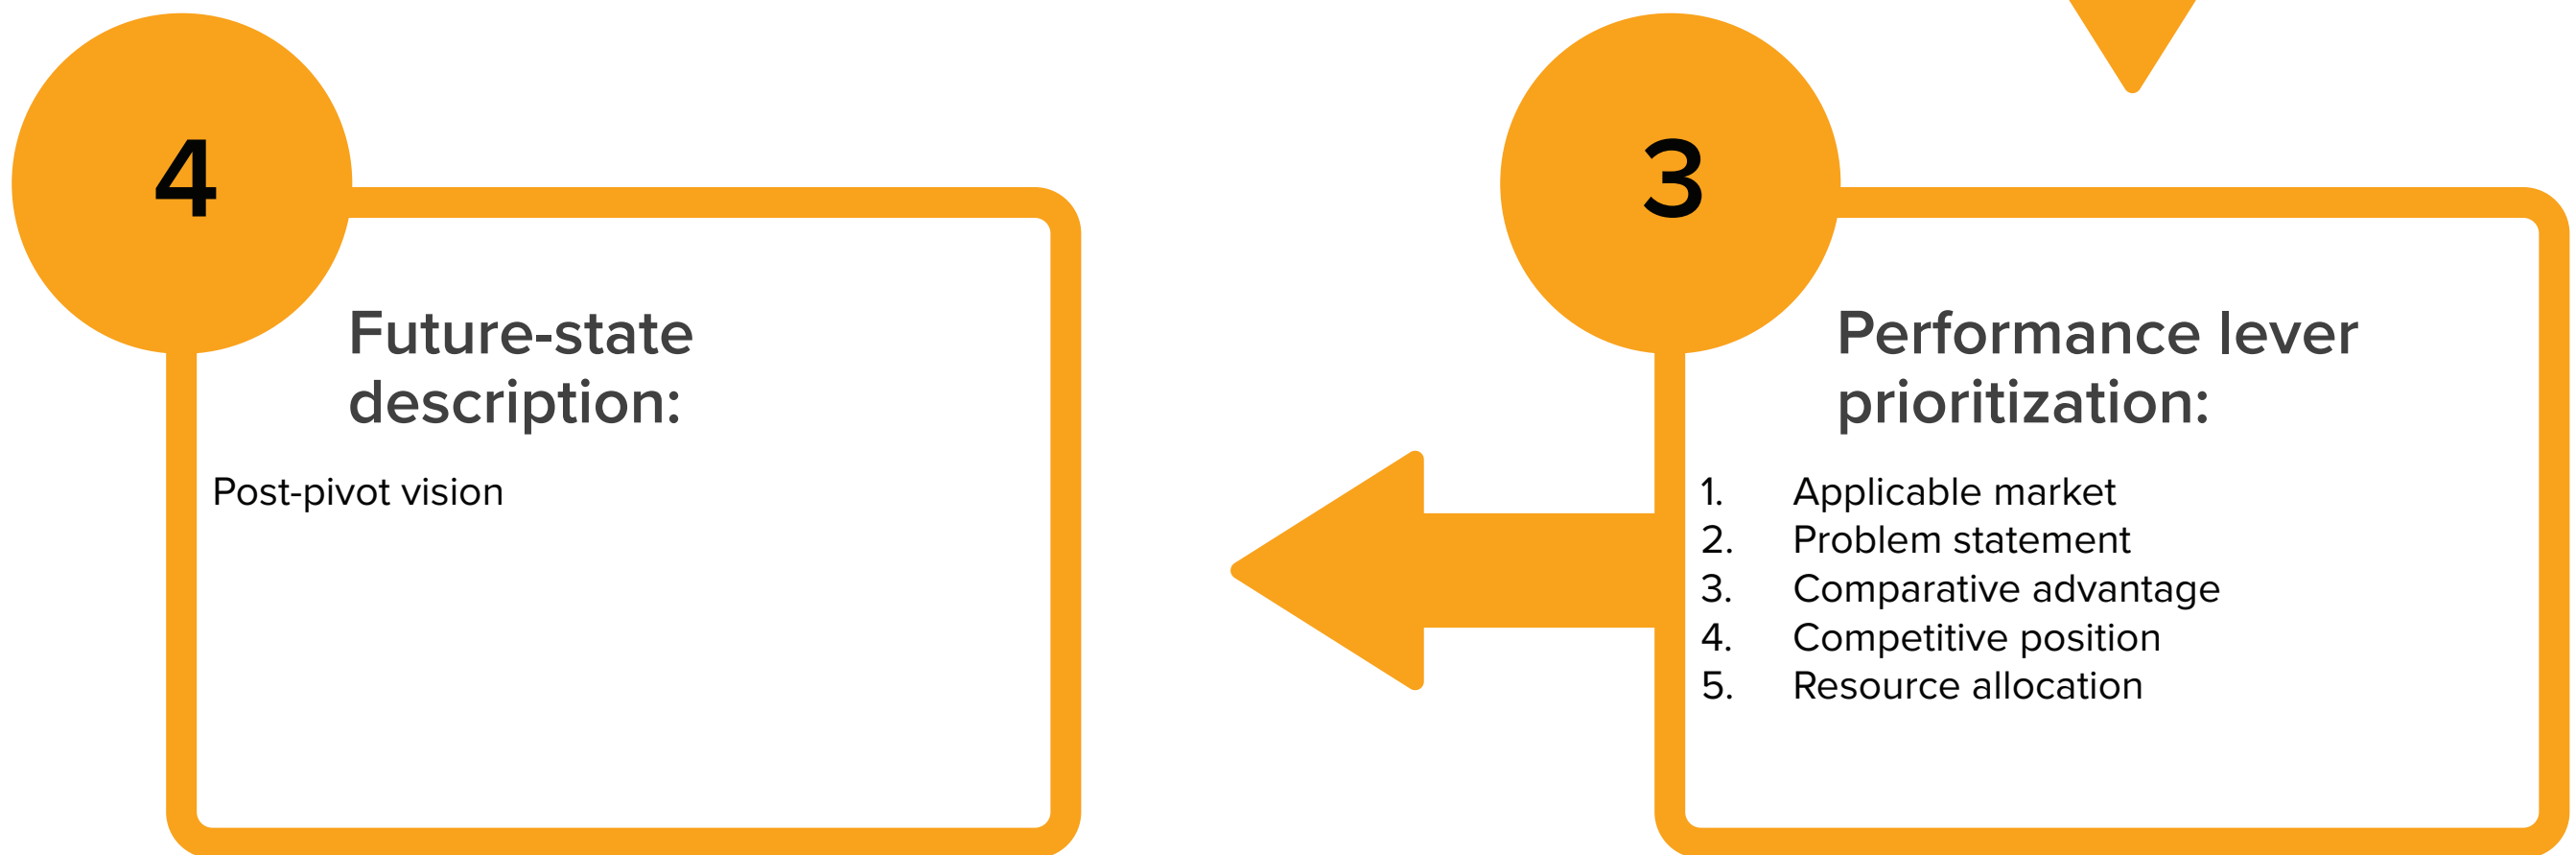 4
Future-state
description:
Post-pivot vision
3
Performance lever
prioritization:
1. Applicable market
2. Problem statement
3. Comparative advantage
4. Competitive position
5. Resource allocation